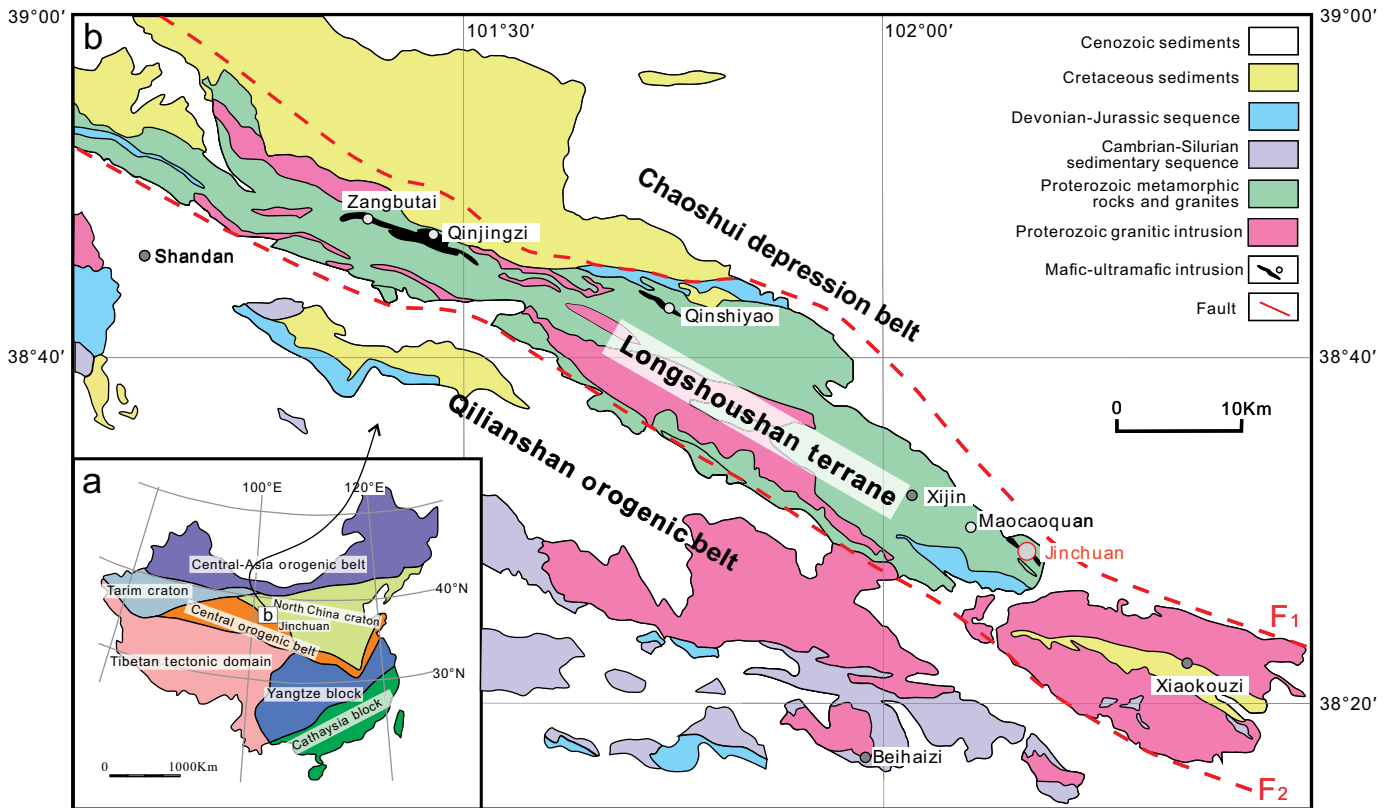 39°00′
39°00′
b
101°30′
102°00′
Cenozoic sediments
Cretaceous sediments
Devonian-Jurassic sequence
Cambrian-Silurian
sedimentary sequence
Proterozoic metamorphic
rocks and granites
Proterozoic granitic intrusion
Mafic-ultramafic intrusion
Fault
Chaoshui depression belt
Zangbutai
Qinjingzi
Shandan
Qinshiyao
38°40′
38°40′
Longshoushan terrane
Qilianshan orogenic belt
0 10Km
Xijin
Maocaoquan
Jinchuan
F1
Xiaokouzi
38°20′
Beihaizi
F2
a
100°E
120°E
Central-Asia orogenic belt
40°N
Tarim craton
North China craton
b
Jinchuan
Central orogenic belt
Tibetan tectonic domain
30°N
Yangtze block
Cathaysia block
0 1000Km